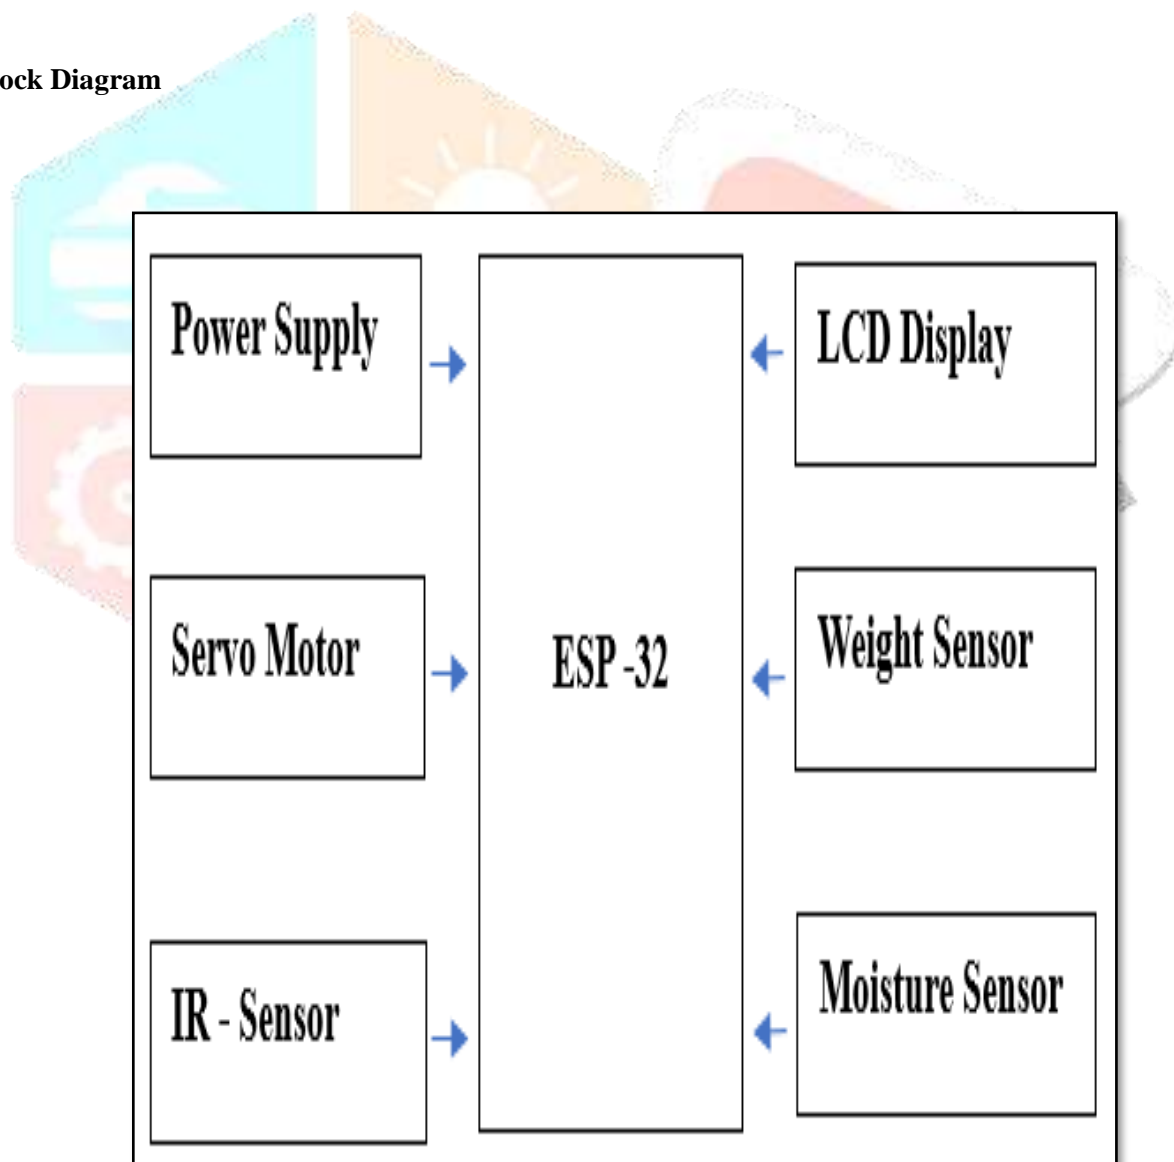 ock Diagram
Power Supply
LCD Display
Servo Motor
ESP -32
Weight Sensor
IR - Sensor
Moisture Sensor